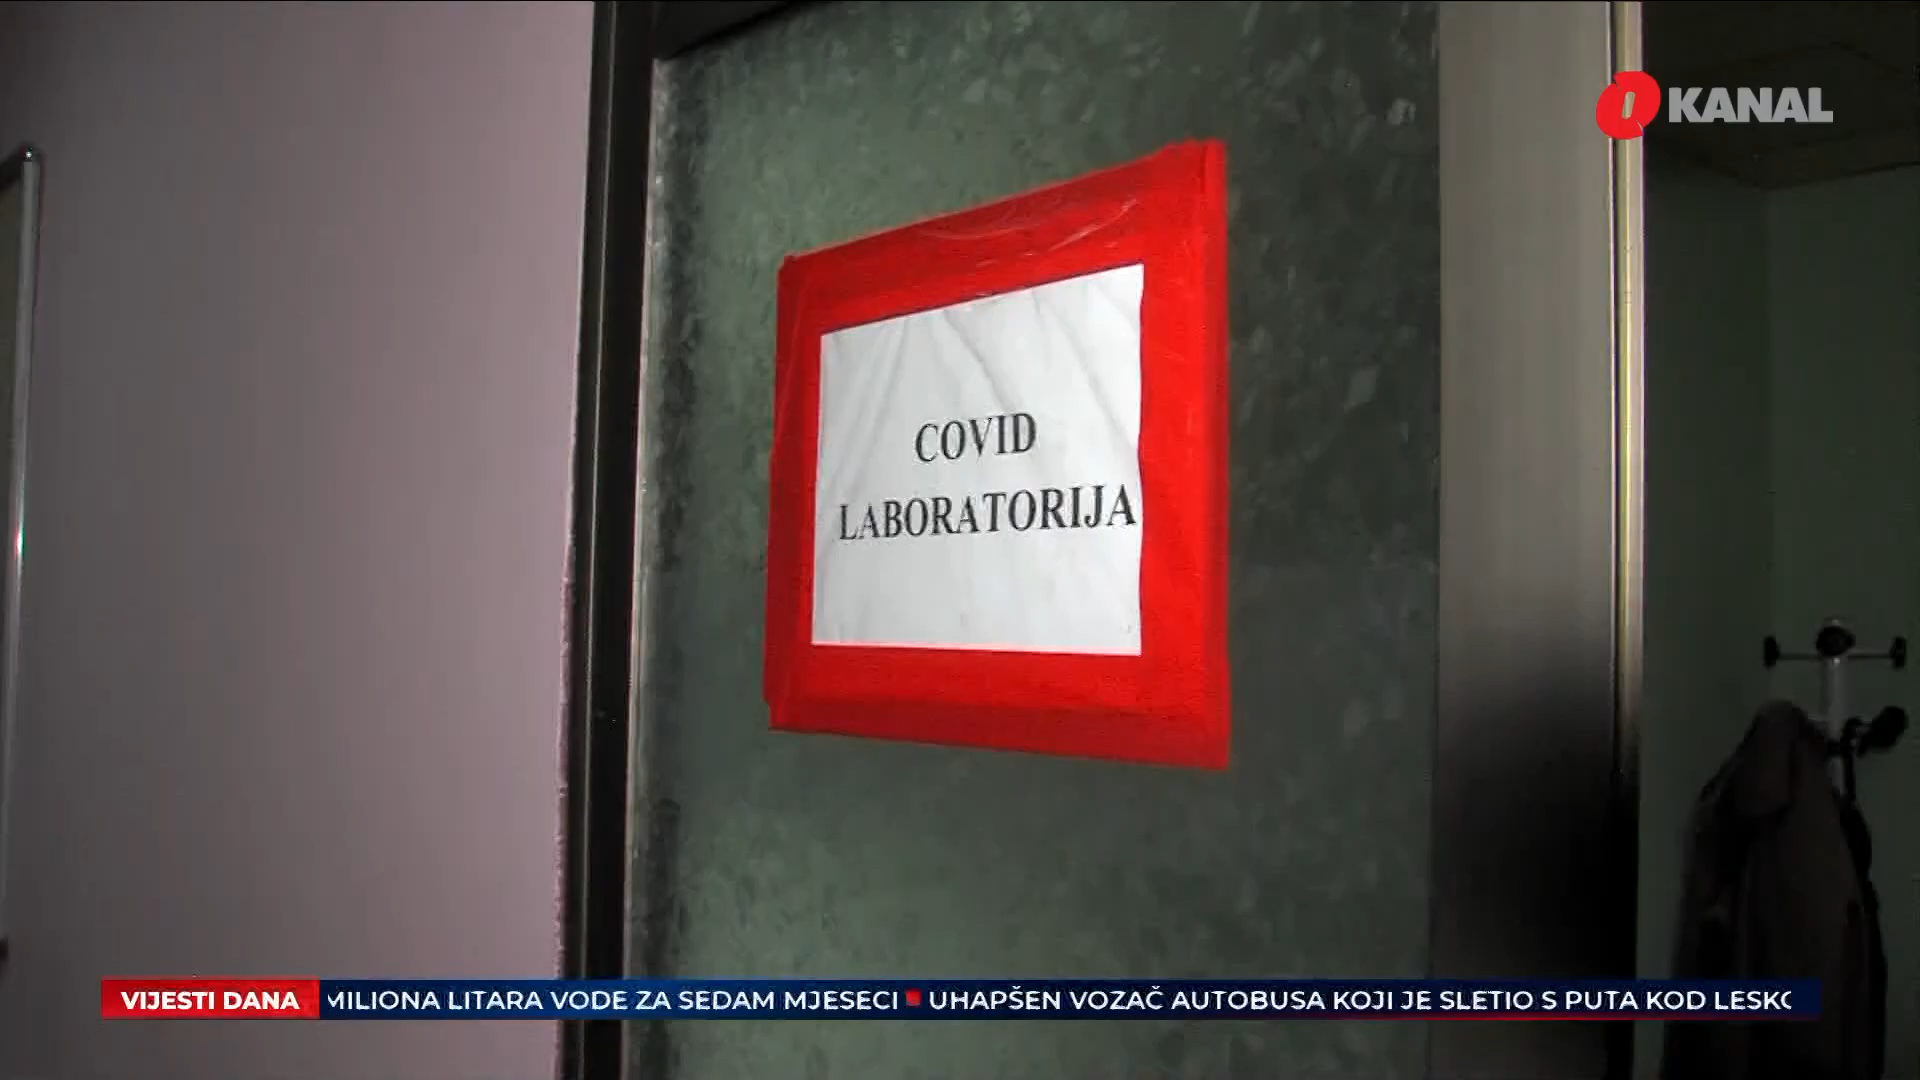 O KANAL
COVID
LABORATORIJA
VIJESTI DANA
MILIONA LITARA VODE ZA SEDAM MJESECI ■ UHAPŠEN VOZAČ AUTOBUSA KOJI JE SLETIO S PUTA KOD